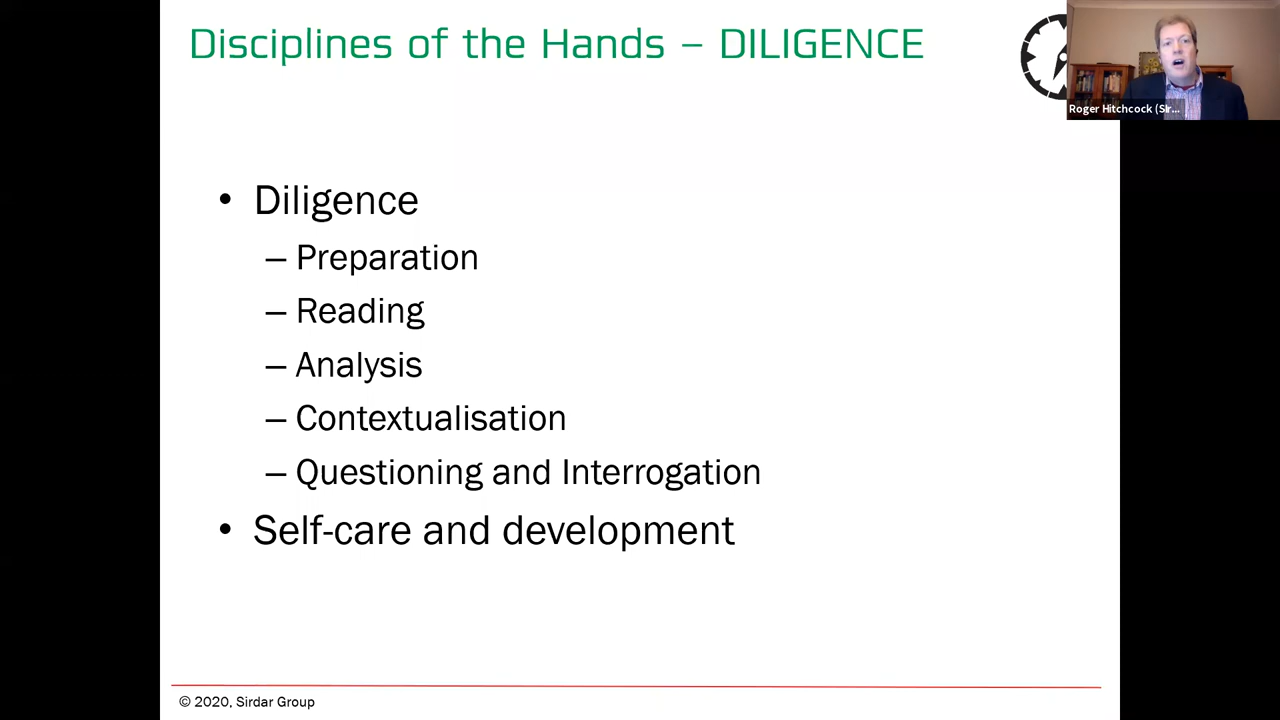 Disciplines of the Hands – DILIGENCE
Roger Hitchcock (Sir...
• Diligence
– Preparation
– Reading
– Analysis
– Contextualisation
– Questioning and Interrogation
• Self-care and development
© 2020, Sirdar Group